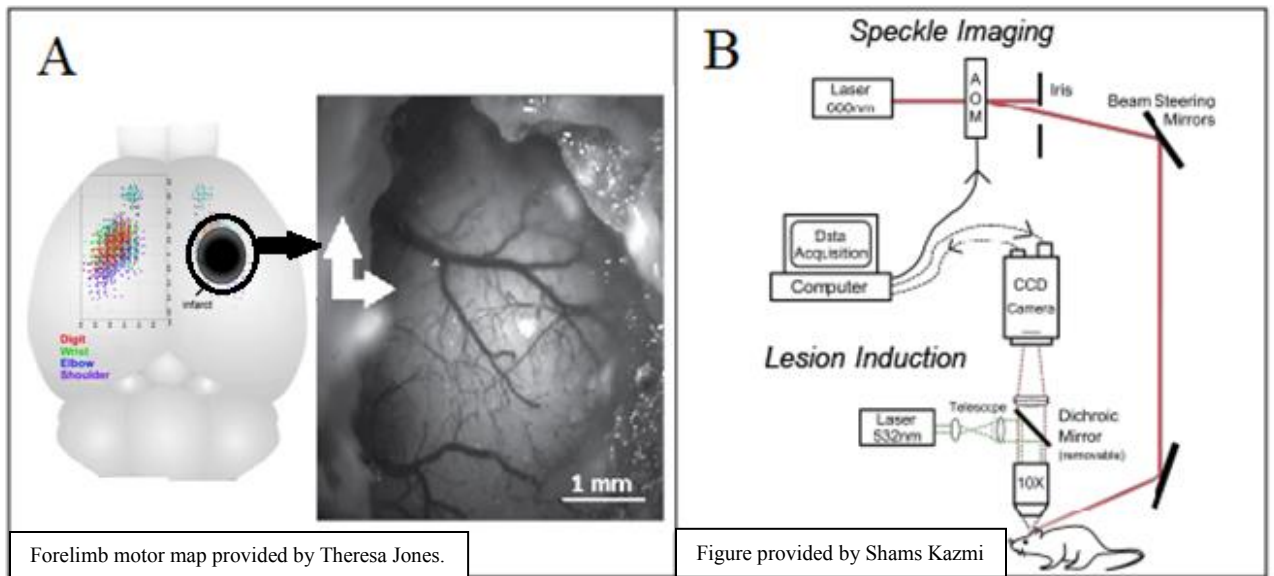 A
infarct
Digit
Wrist
Elbow
Shoulder
1 mm
Forelimb motor map provided by Theresa Jones.
B
Speckle Imaging
Laser
660nm
AOM
Iris
Beam Steering
Mirrors
Data
Acquisition
Computer
CCD
Camera
Lesion Induction
Laser
532nm
Telescope
Dichroic
Mirror
(removable)
10X
Figure provided by Shams Kazmi